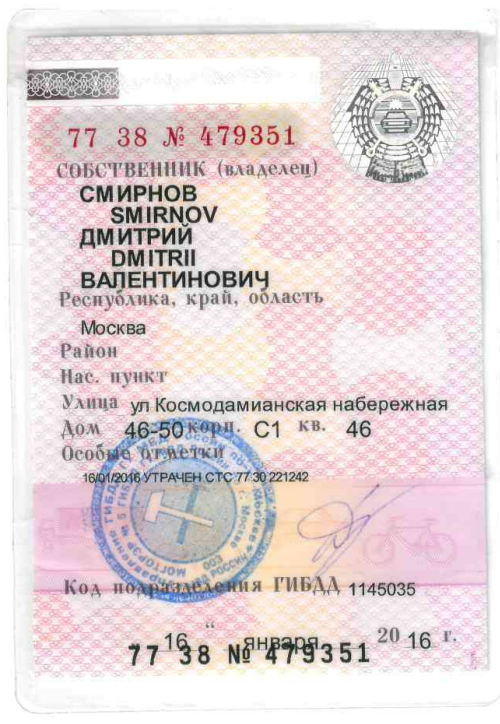 77 38 № 479351
СОБСТВЕННИК (владелец)
СМИРНОВ
SMIRNOV
ДМИТРИЙ
DMITRII
ВАЛЕНТИНОВИЧ
Республика, край, область
Москва
Район
Нас. пункт
Улица ул Космодамианская набережная
Дом 46-50 корп. С1 кв. 46
Особые отметки
16/01/2016 УТРАЧЕН СТС 77 30 221242
Код подразделения ГИБДД 1145035
16 " января 20 16 г.
77 38 № 479351